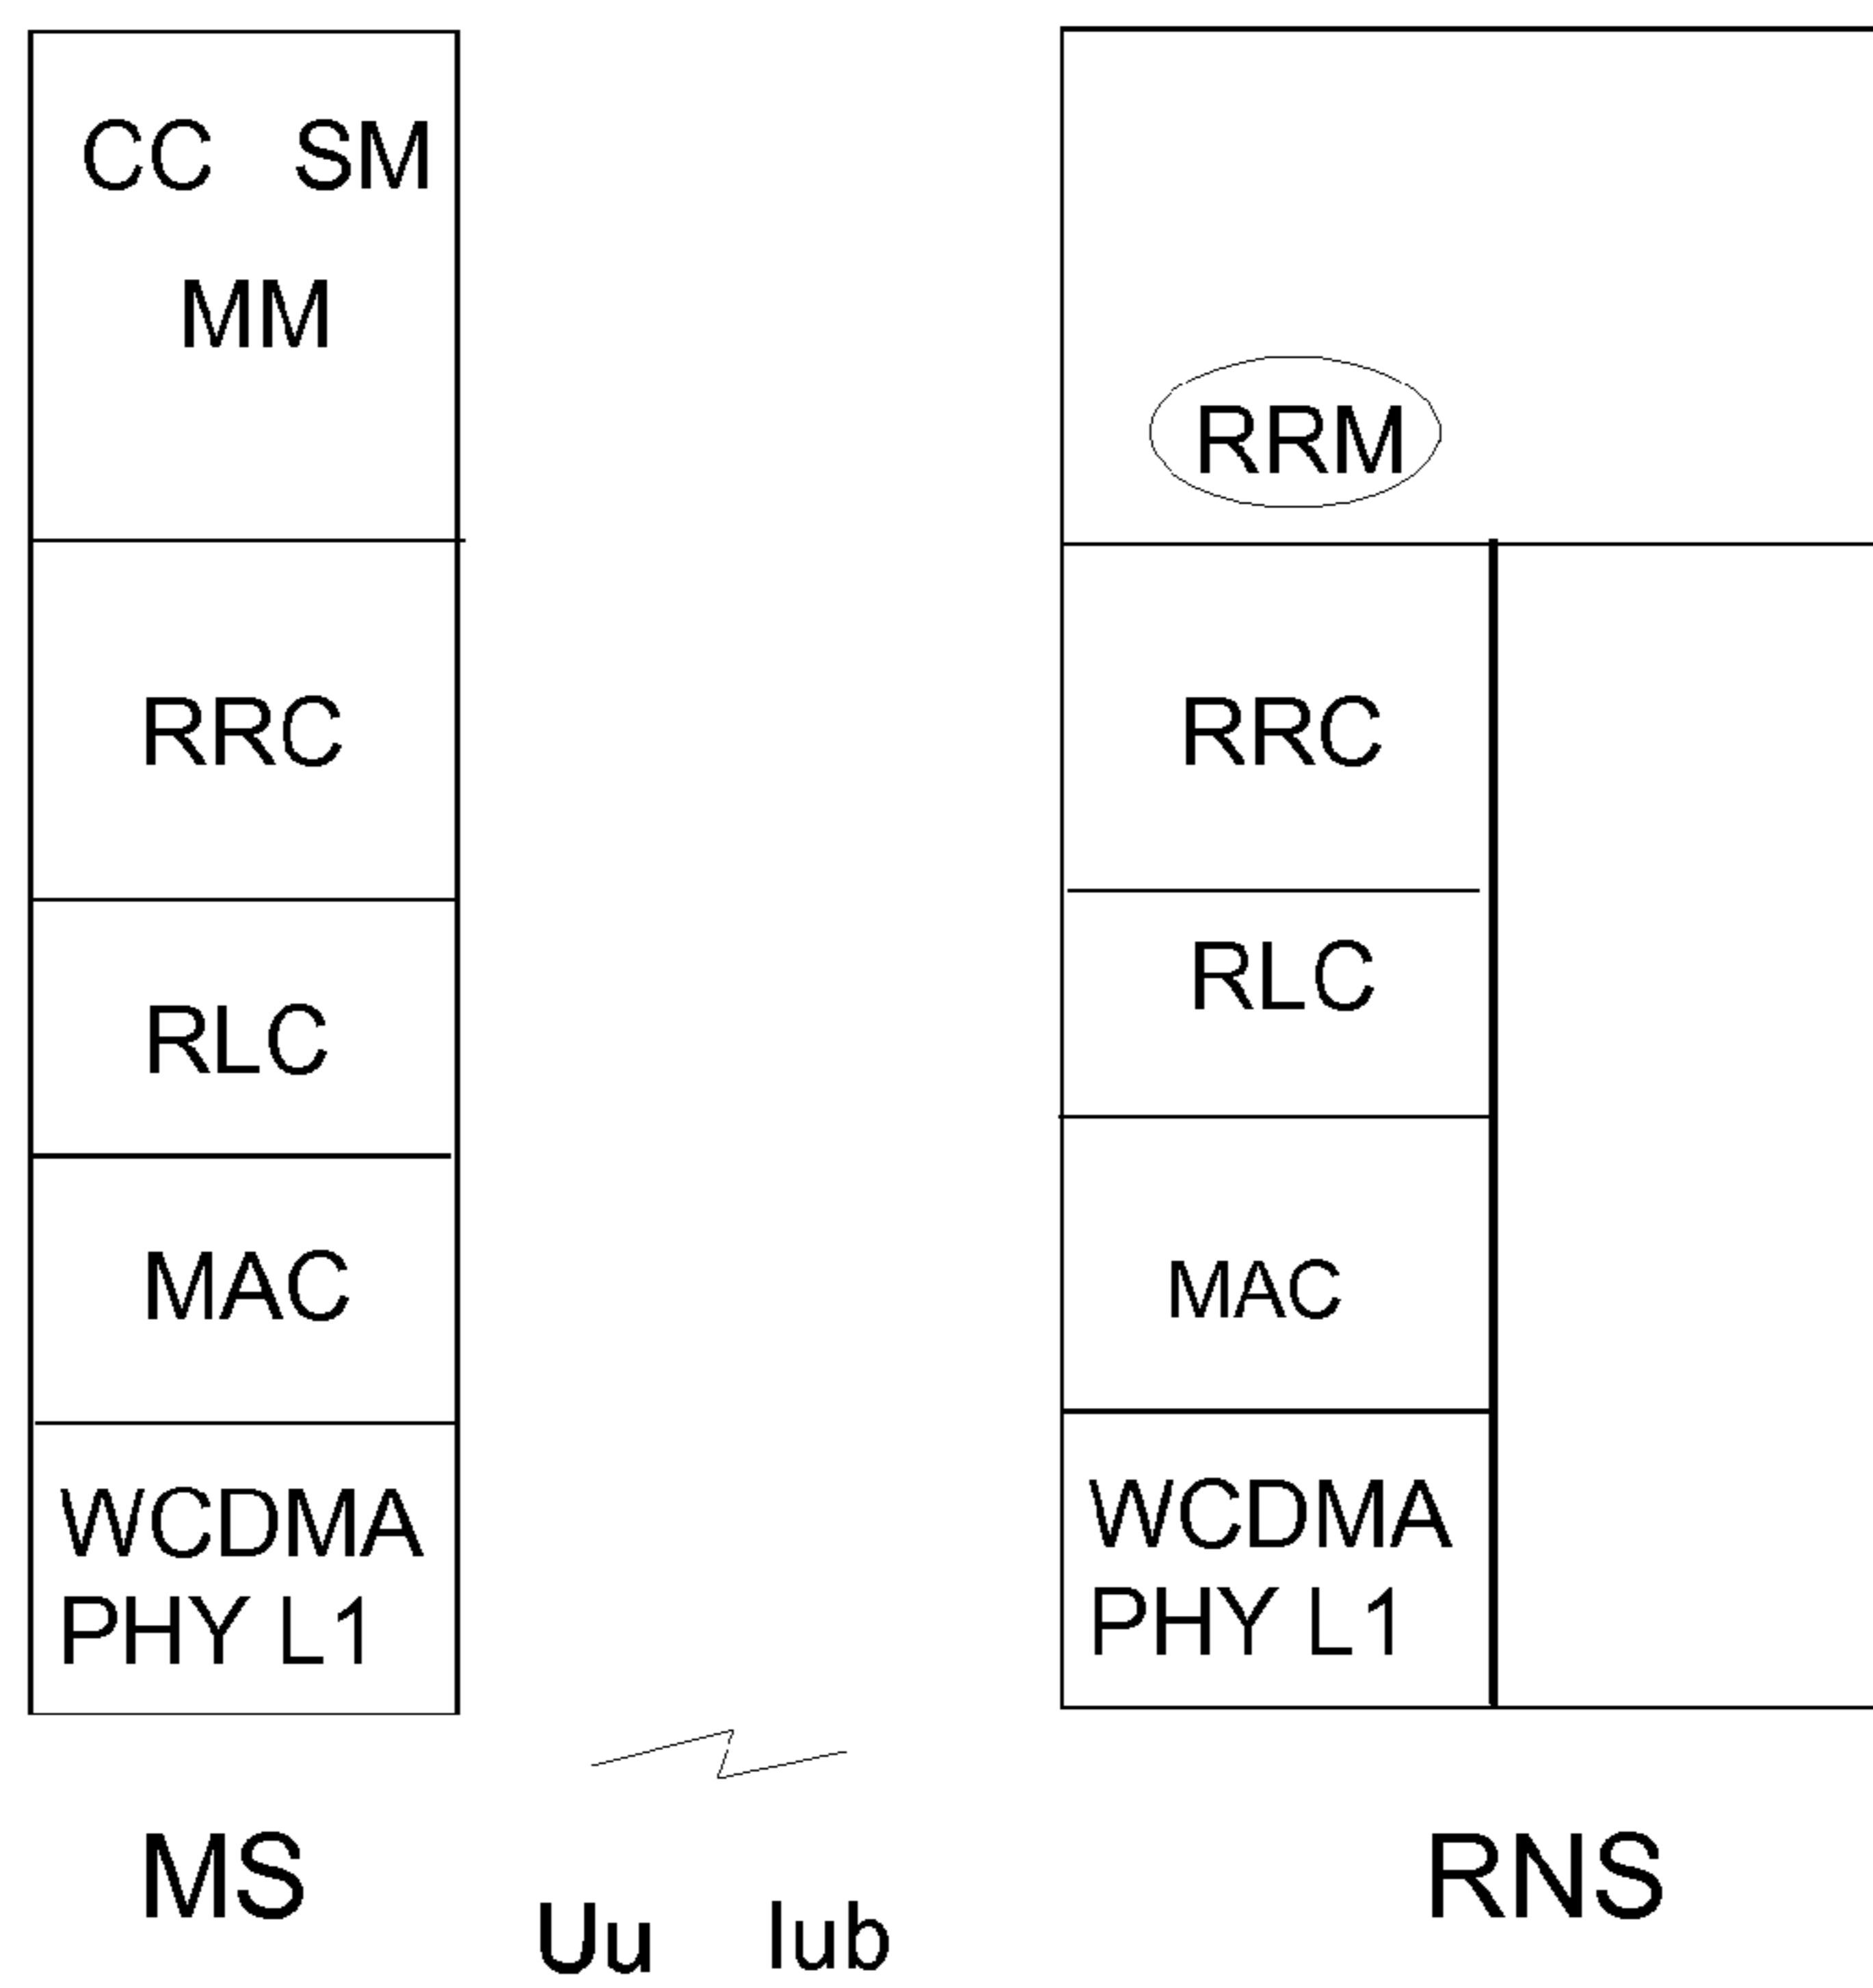 CC SM
MM
RRC
RLC
MAC
WCDMA
PHY L1
MS
Uu Iub
RRM
RRC
RLC
MAC
WCDMA
PHY L1
RNS